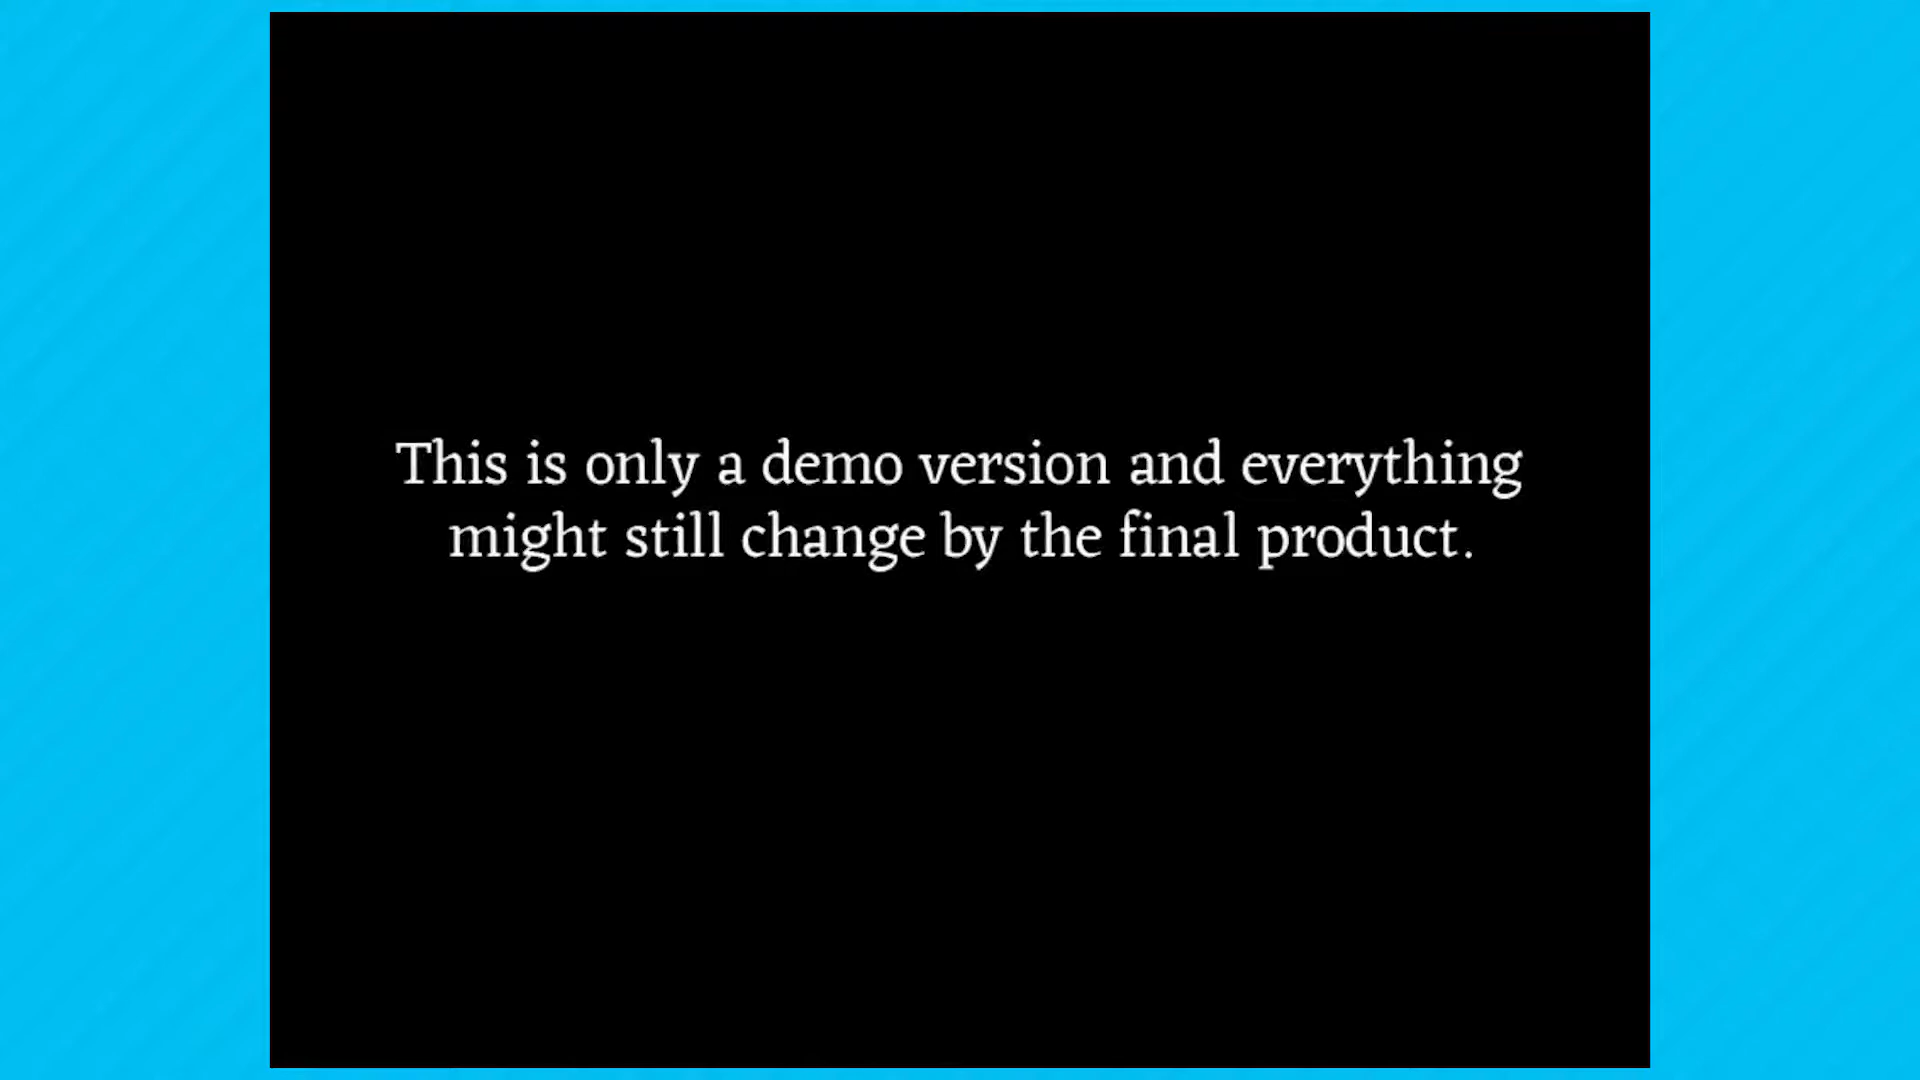 This is only a demo version and everything
might still change by the final product.